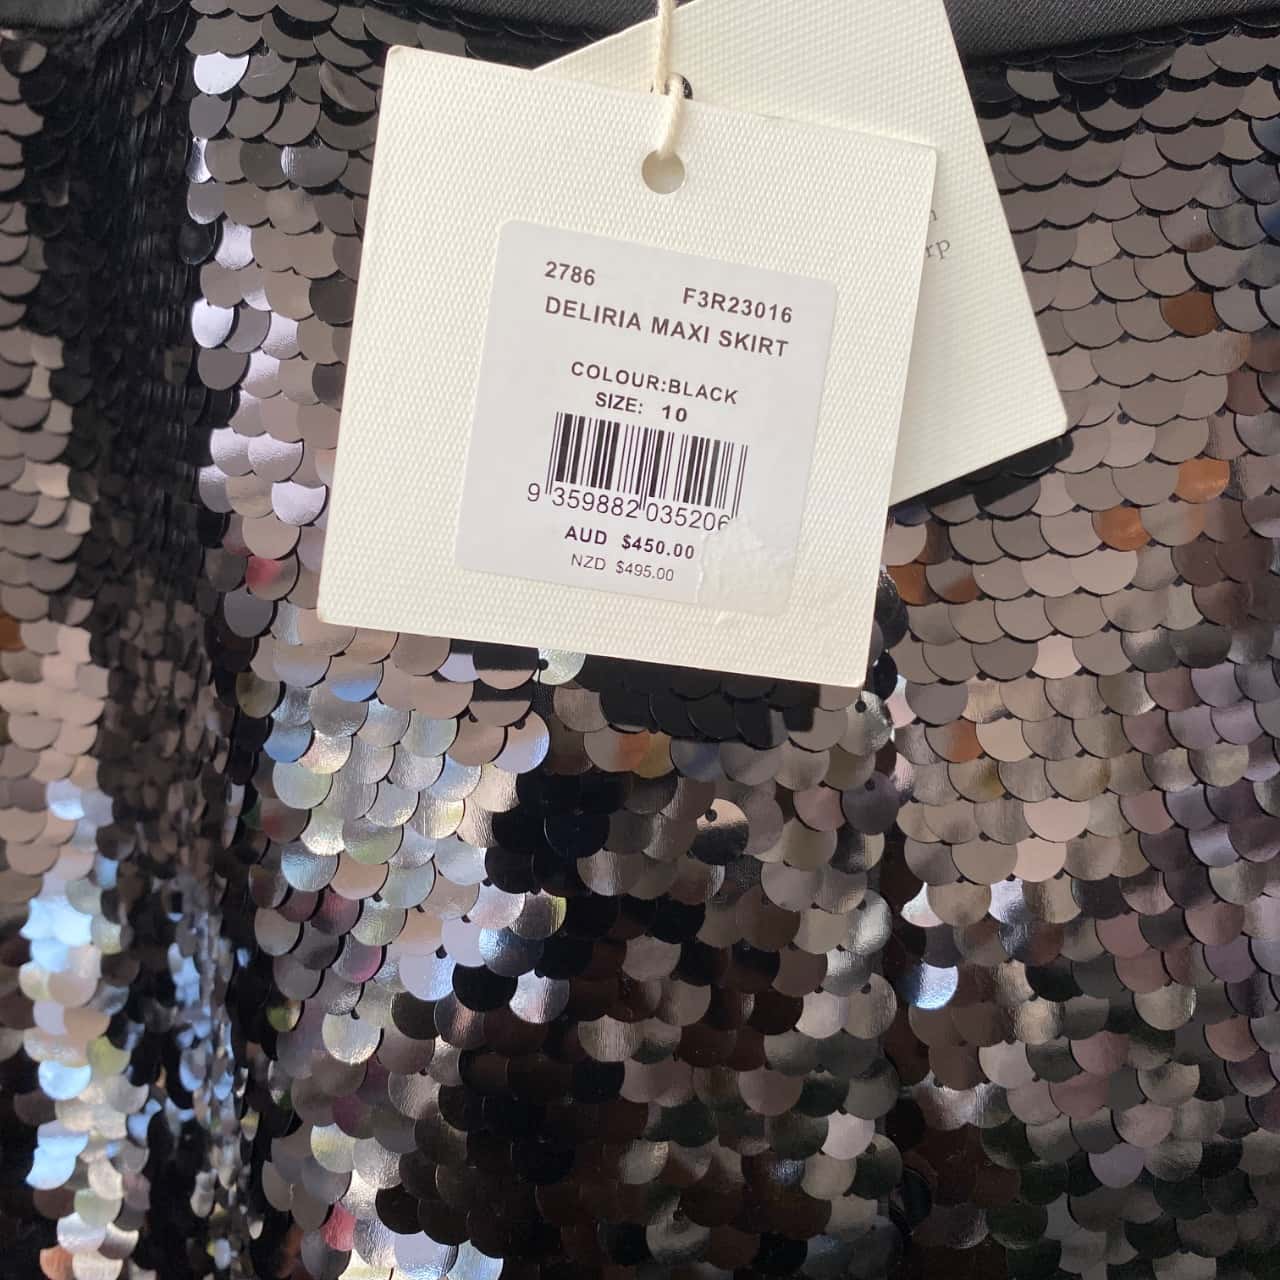 2786 F3R23016
DELIRIA MAXI SKIRT
COLOUR:BLACK
SIZE: 10
9 359882 035206
AUD $450.00
NZD $495.00